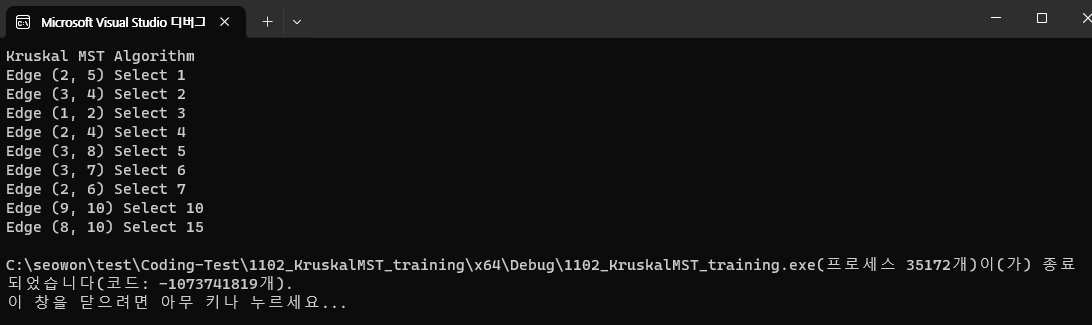 Microsoft Visual Studio 디버그
Kruskal MST Algorithm
Edge (2, 5) Select 1
Edge (3, 4) Select 2
Edge (1, 2) Select 3
Edge (2, 4) Select 4
Edge (3, 8) Select 5
Edge (3, 7) Select 6
Edge (2, 6) Select 7
Edge (9, 10) Select 10
Edge (8, 10) Select 15
C:\seowon\test\Coding-Test\1102_KruskalMST_training\x64\Debug\1102_KruskalMST_training.exe(프로세스 35172개)이(가) 종료
되었습니다(코드: -1073741819개).
이 창을 닫으려면 아무 키나 누르세요...